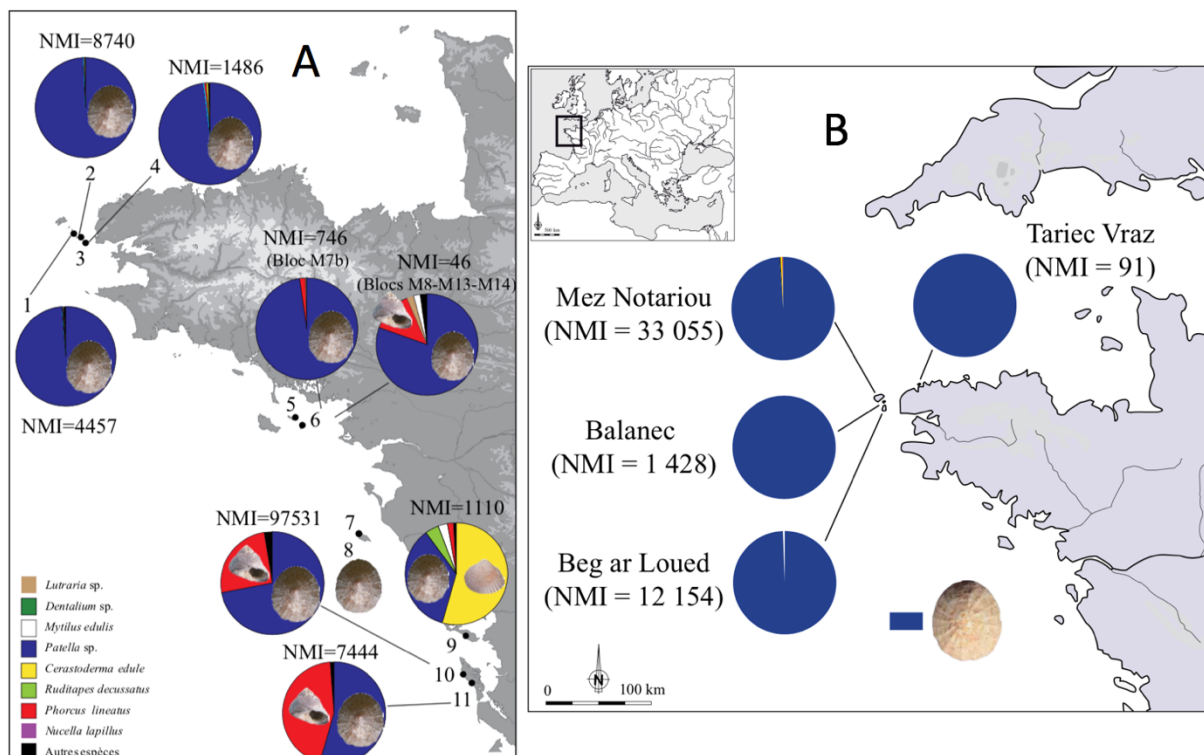 A
NMI=8740
NMI=1486
2
4
3
1
NMI=4457
NMI=746
(Bloc M7b)
NMI=46
(Blocs M8-M13-M14)
5
6
NMI=97531
7
8
NMI=1110
9
NMI=7444
10
11
Lutraria sp.
Dentalium sp.
Mytilus edulis
Patella sp.
Cerastoderma edule
Ruditapes decussatus
Phorcus lineatus
Nucella lapillus
Autres espèces
B
N
Tariec Vraz
(NMI = 91)
Mez Notariou
(NMI = 33 055)
Balanec
(NMI = 1 428)
Beg ar Loued
(NMI = 12 154)
N
0 100 km